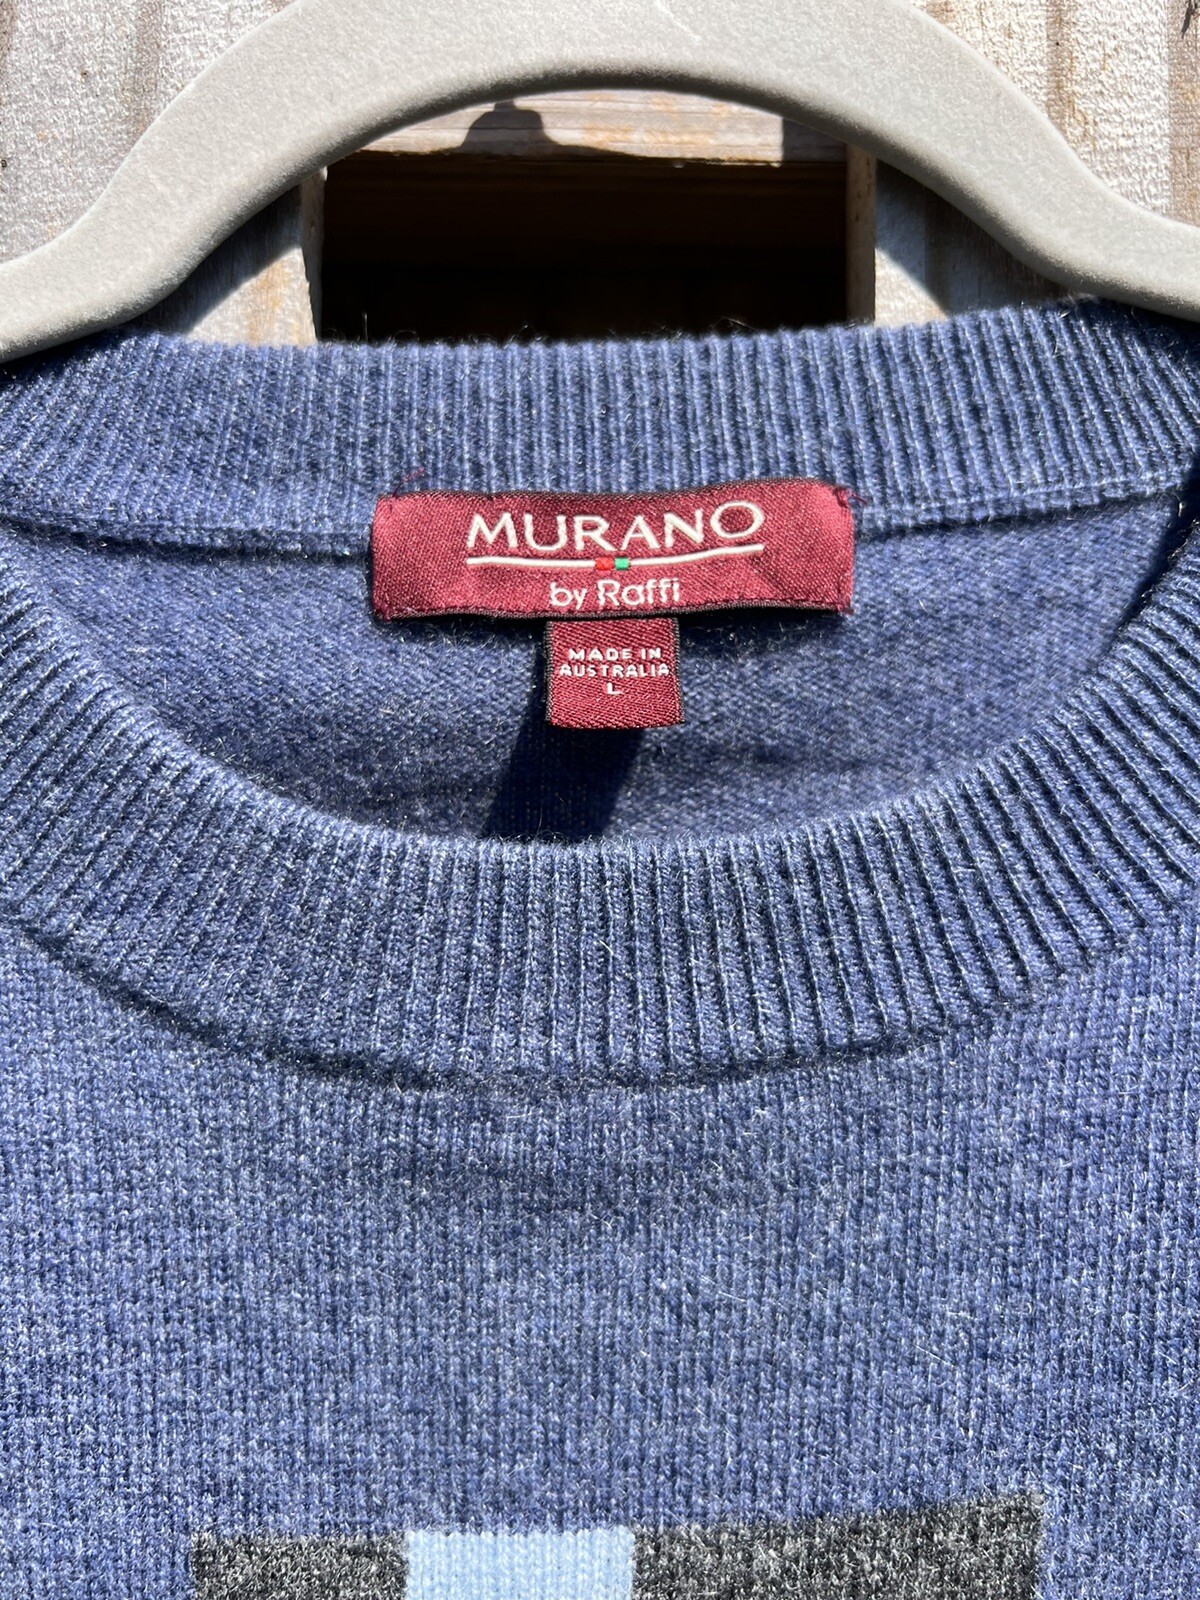 MURANO
by Raffi
MADE IN
AUSTRALIA
L